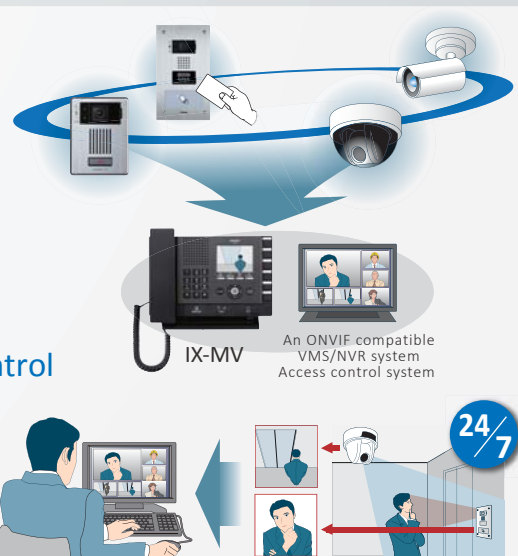 IX-MV
An ONVIF compatible
VMS/NVR system
Access control system
ntrol
24/7